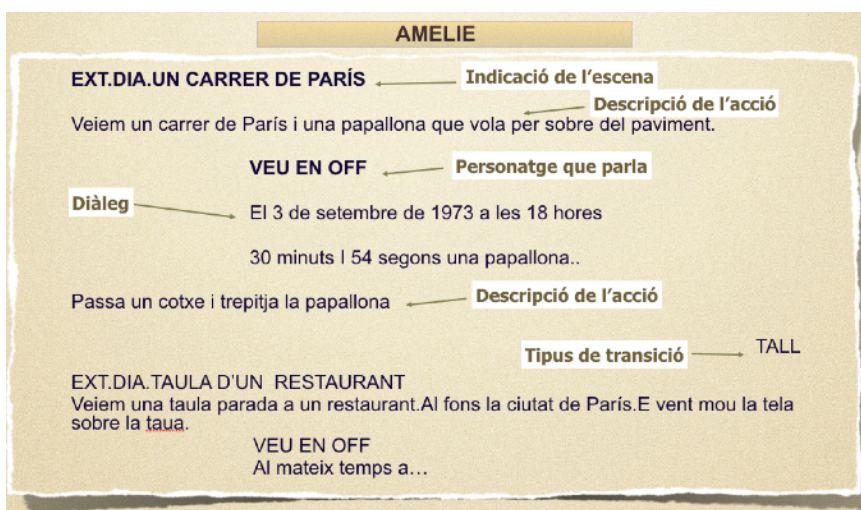 AMELIE
EXT.DIA.UN CARRER DE PARÍS
Indicació de l'escena
Descripció de l'acció
Veiem un carrer de París i una papallona que vola per sobre del paviment.
VEU EN OFF
Personatge que parla
Diàleg
El 3 de setembre de 1973 a les 18 hores
30 minuts I 54 segons una papallona..
Passa un cotxe i trepitja la papallona
Descripció de l'acció
Tipus de transició
TALL
EXT.DIA.TAULA D'UN RESTAURANT
Veiem una taula parada a un restaurant.Al fons la ciutat de París.E vent mou la tela
sobre la taua.
VEU EN OFF
Al mateix temps a…